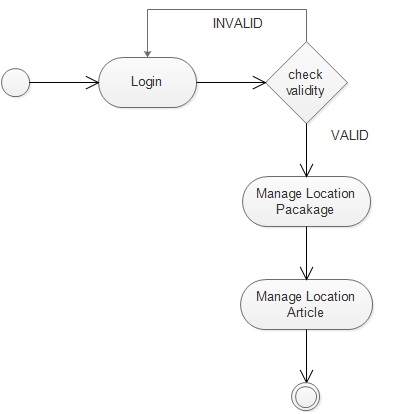 INVALID
Login
check
validity
VALID
Manage Location
Pacakage
Manage Location
Article